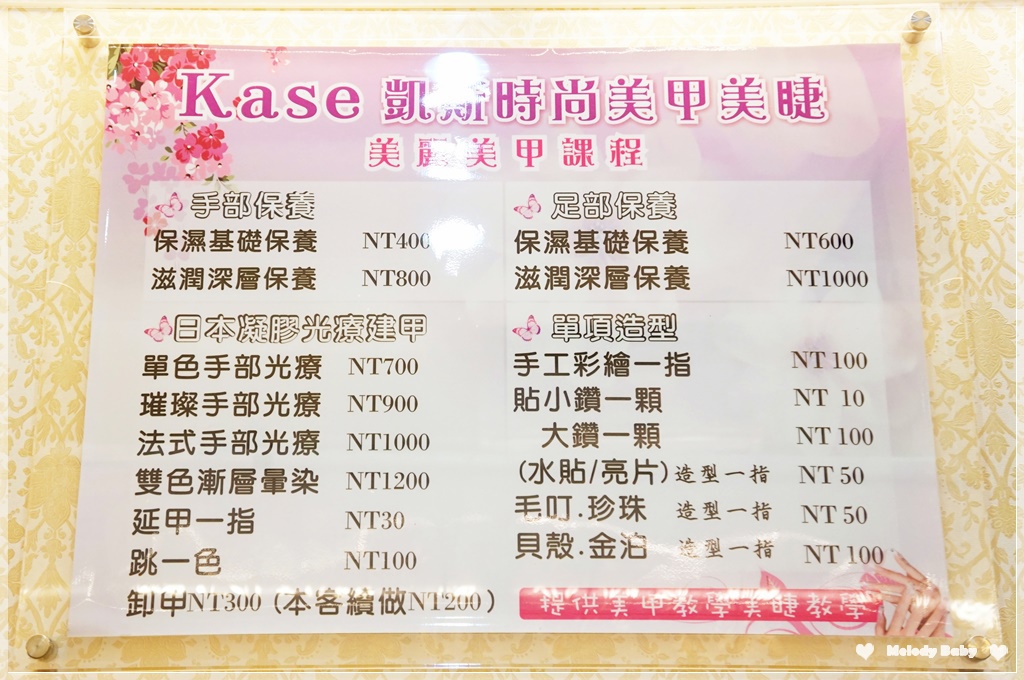 Kase 凱斯時尚美甲美睫
美麗美甲課程
手部保養
保濕基礎保養 NT400
滋潤深層保養 NT800
足部保養
保濕基礎保養 NT600
滋潤深層保養 NT1000
日本凝膠光療建甲
單色手部光療 NT700
璀璨手部光療 NT900
法式手部光療 NT1000
雙色漸層暈染 NT1200
延甲一指 NT30
跳一色 NT100
卸甲NT300 (本客續做NT200)
單項造型
手工彩繪一指 NT 100
貼小鑽一顆 NT 10
大鑽一顆 NT 100
(水貼/亮片)造型一指 NT 50
毛叮.珍珠 造型一指 NT 50
貝殼.金泊 造型一指 NT 100
提供美甲教學美睫教學
Melody Baby